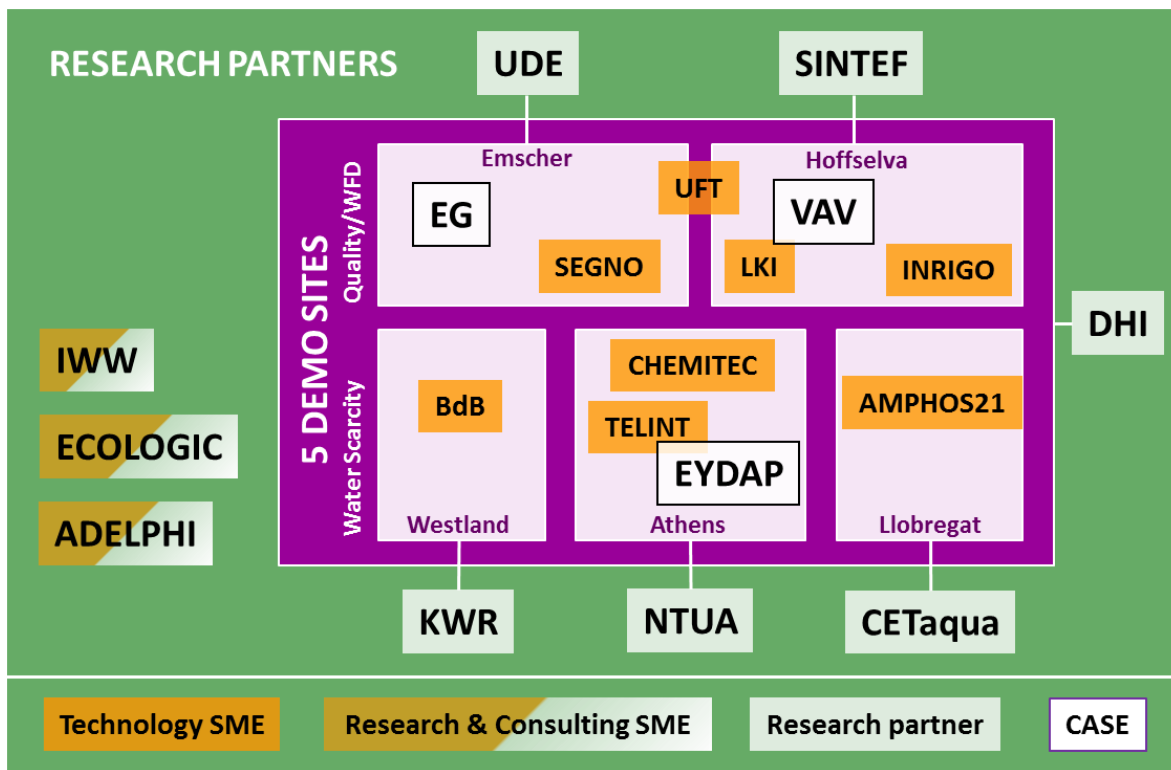 RESEARCH PARTNERS
UDE
SINTEF
5 DEMO SITES
Quality/WFD
Emscher
EG
UFT
SEGNO
Hoffselva
VAV
LKI
INRIGO
DHI
IWW
ECOLOGIC
ADELPHI
Water Scarcity
BdB
Westland
CHEMITEC
TELINT
EYDAP
Athens
AMPHOS21
Llobregat
KWR
NTUA
CETaqua
Technology SME
Research & Consulting SME
Research partner
CASE